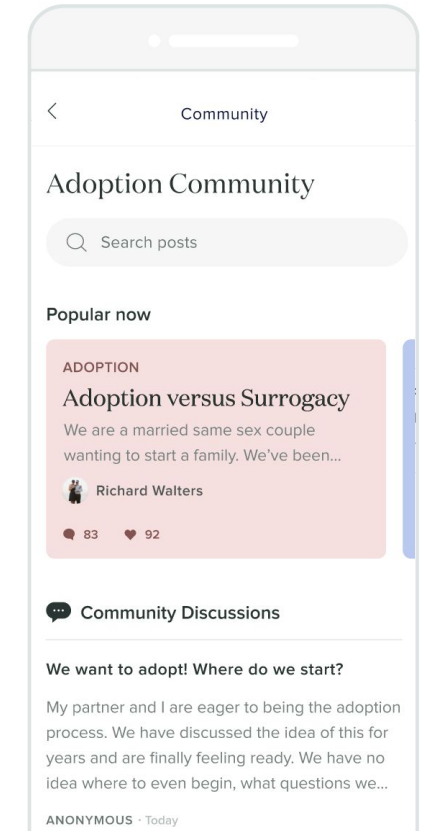 Community
Adoption Community
Search posts
Popular now
ADOPTION
Adoption versus Surrogacy
We are a married same sex couple
wanting to start a family. We've been...
Richard Walters
83 92
Community Discussions
We want to adopt! Where do we start?
My partner and I are eager to being the adoption
process. We have discussed the idea of this for
years and are finally feeling ready. We have no
idea where to even begin, what questions we...
ANONYMOUS · Today